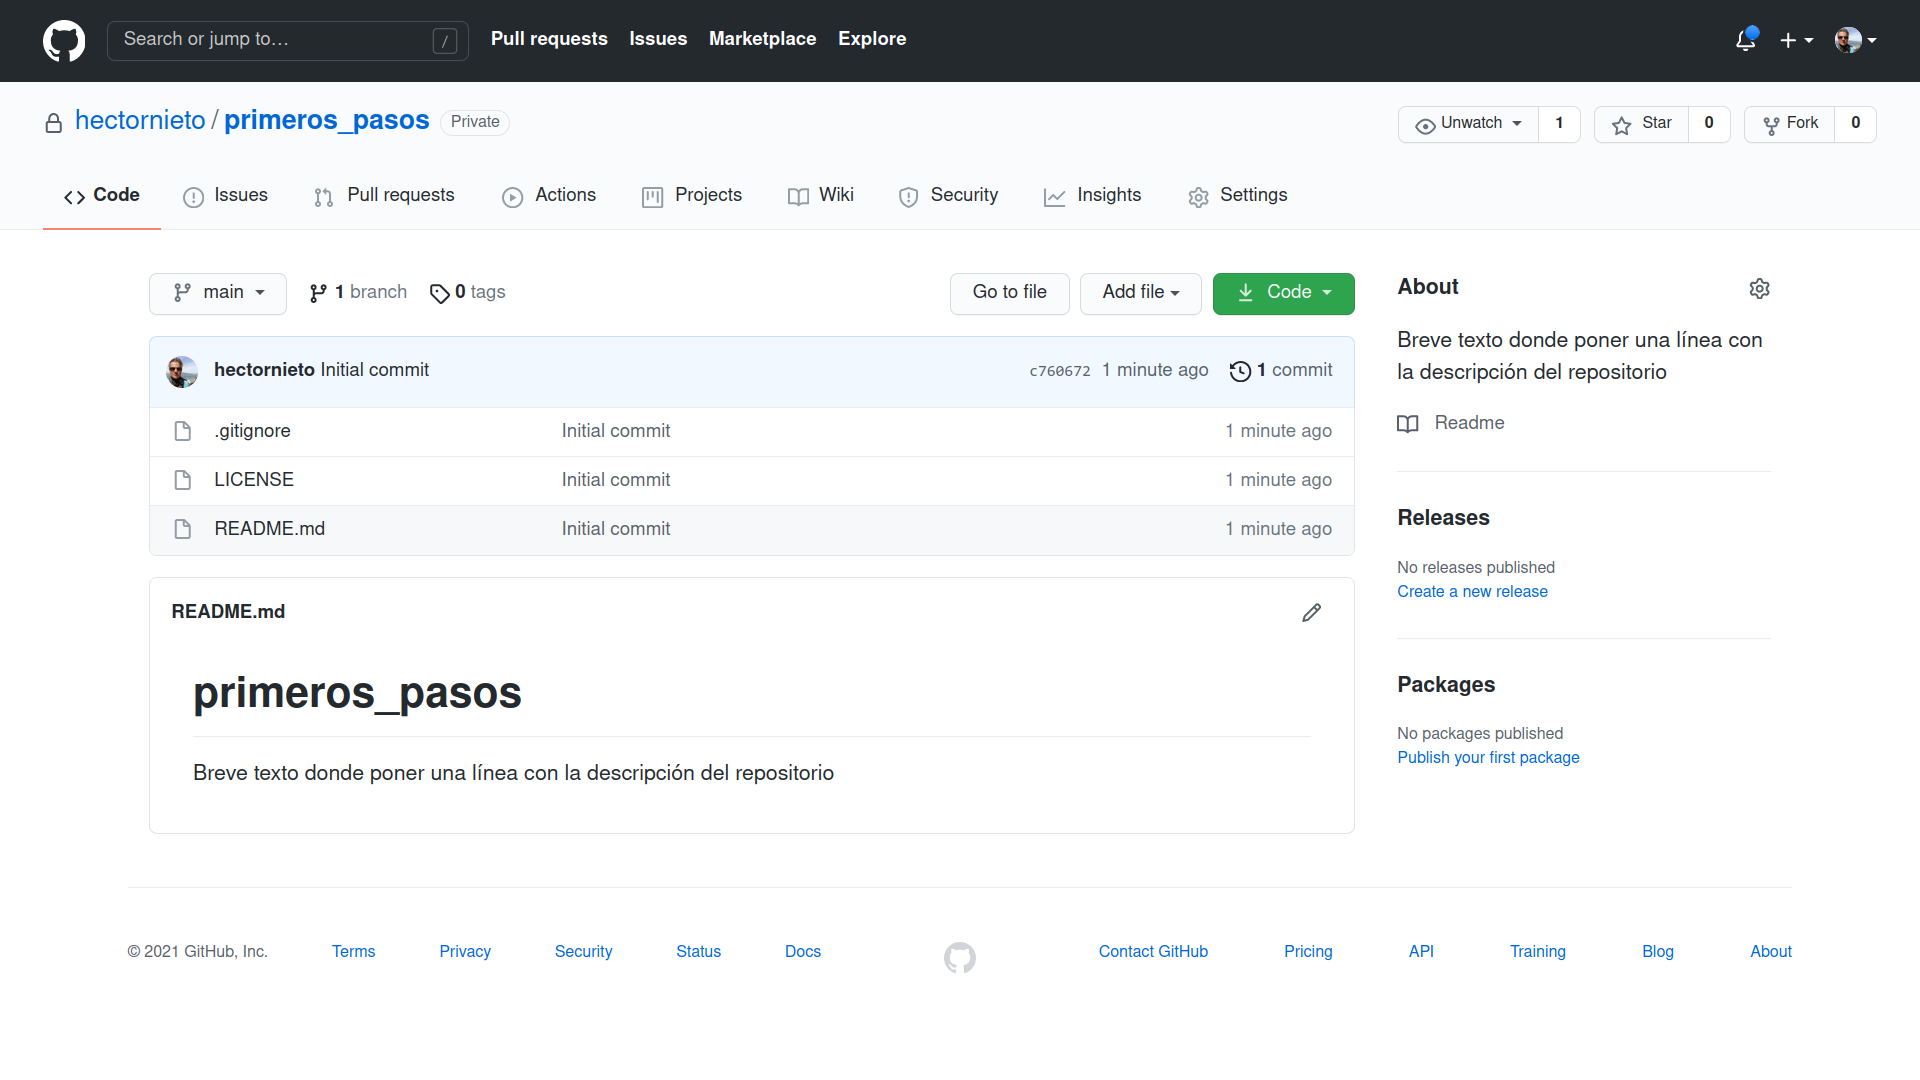 Search or jump to… /
Pull requests Issues Marketplace Explore
hectornieto / primeros_pasos Private
Unwatch 1 Star 0 Fork 0
Code Issues Pull requests Actions Projects Wiki Security Insights Settings
main 1 branch 0 tags
Go to file Add file Code
hectornieto Initial commit c760672 1 minute ago 1 commit
.gitignore Initial commit 1 minute ago
LICENSE Initial commit 1 minute ago
README.md Initial commit 1 minute ago
README.md
primeros_pasos
Breve texto donde poner una línea con la descripción del repositorio
About
Breve texto donde poner una línea con
la descripción del repositorio
Readme
Releases
No releases published
Create a new release
Packages
No packages published
Publish your first package
© 2021 GitHub, Inc. Terms Privacy Security Status Docs Contact GitHub Pricing API Training Blog About